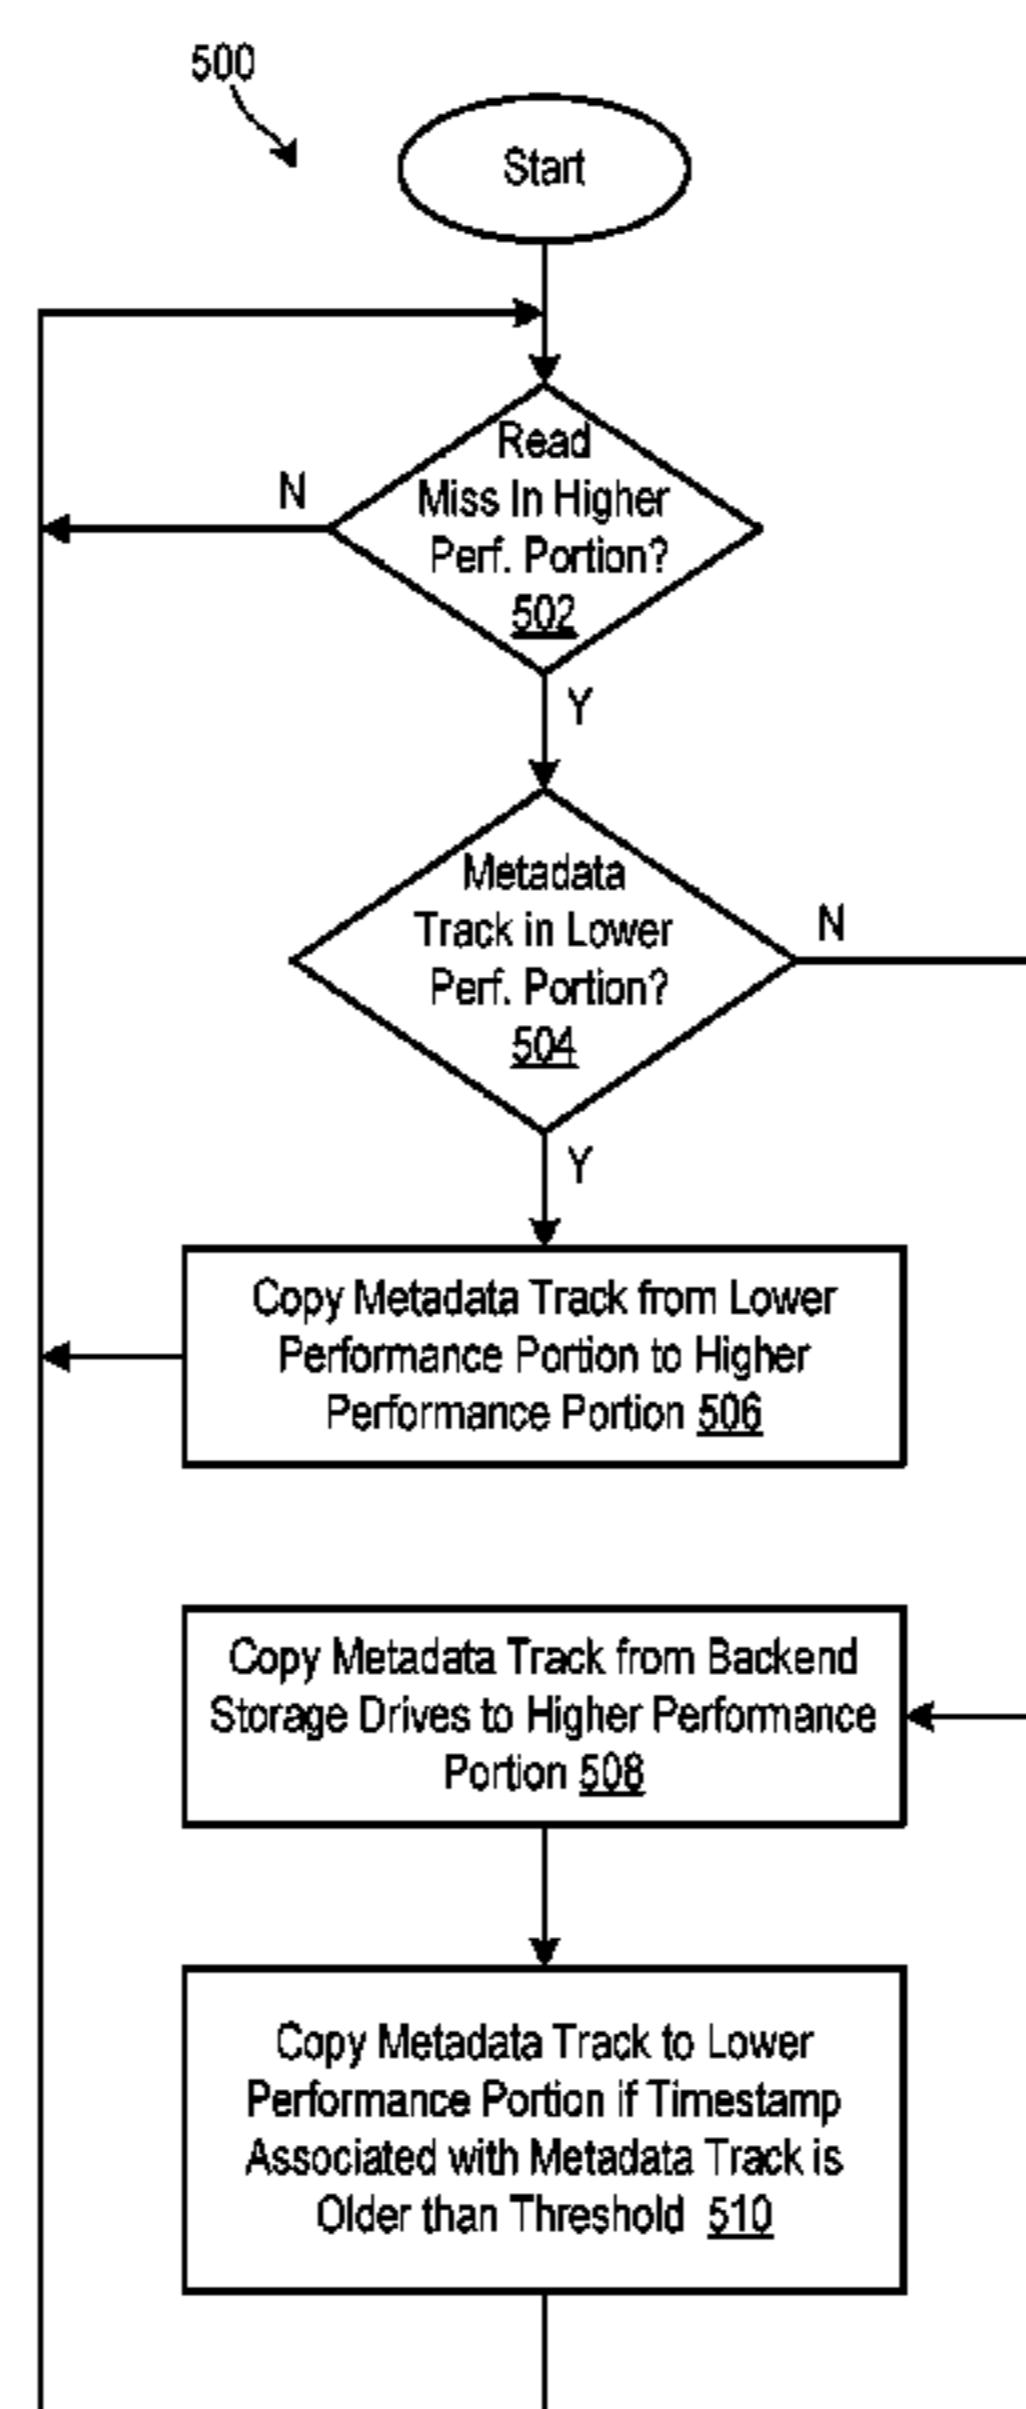 500
Start
Read
Miss In Higher
Perf. Portion?
502
N
Y
Metadata
Track in Lower
Perf. Portion?
504
N
Y
Copy Metadata Track from Lower
Performance Portion to Higher
Performance Portion 506
Copy Metadata Track from Backend
Storage Drives to Higher Performance
Portion 508
Copy Metadata Track to Lower
Performance Portion if Timestamp
Associated with Metadata Track is
Older than Threshold 510